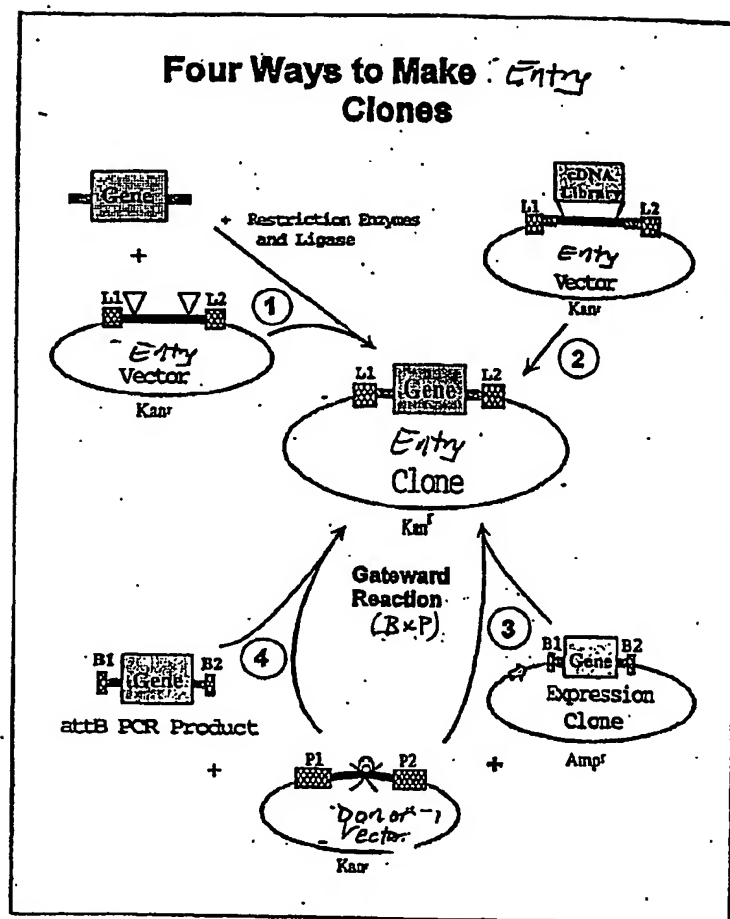 Four Ways to Make Entry
Clones
Gene
+ Restriction Enzymes
and Ligase
+
cDNA
Library
L1 L2
Entry
Vector
Kanr
L1 L2
Entry
Vector
Kanr
1
2
L1 Gene L2
Entry
Clone
Kanr
Gateward
Reaction
(B×P)
4
3
B1 Gene B2
attB PCR Product
+
B1 Gene B2
Expression
Clone
Ampr
+
P1 P2
Donor
Vector
Kanr